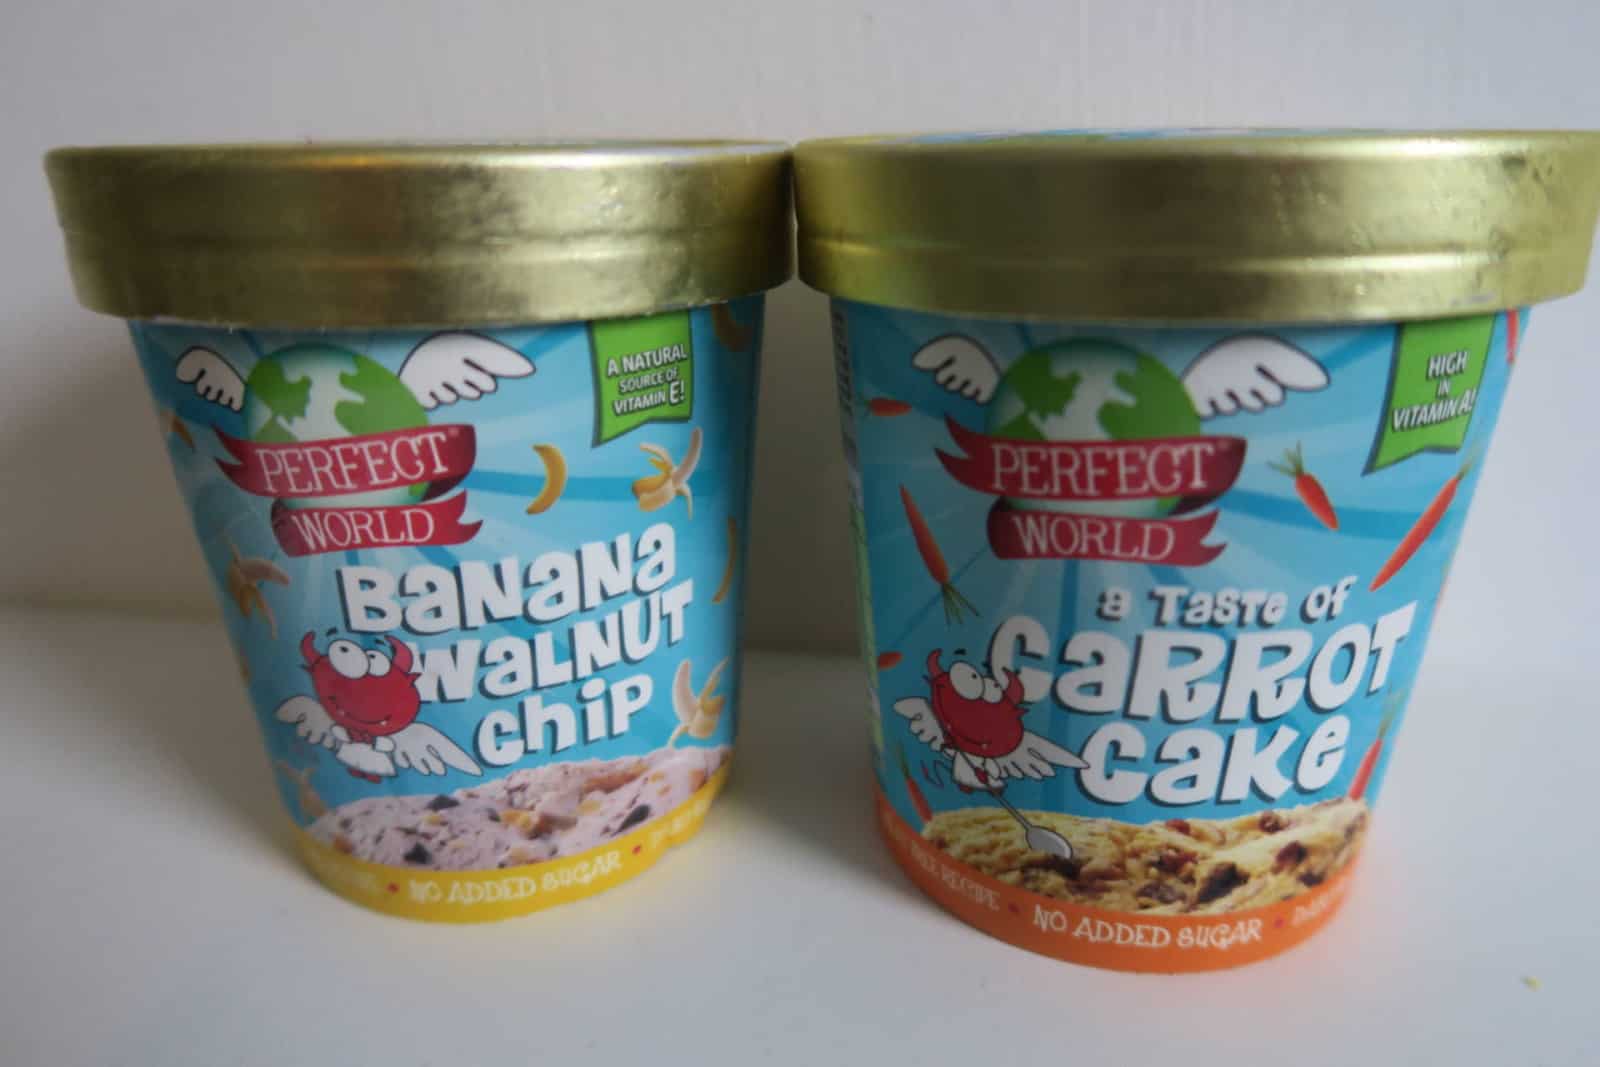 PERFECT
WORLD
A NATURAL
SOURCE OF
VITAMIN E!
BANANA
WALNUT
CHIP
• NO ADDED SUGAR •
PERFECT
WORLD
HIGH
IN
VITAMIN A!
a TASTE OF
CARROT
CAKE
RECIPE • NO ADDED SUGAR •